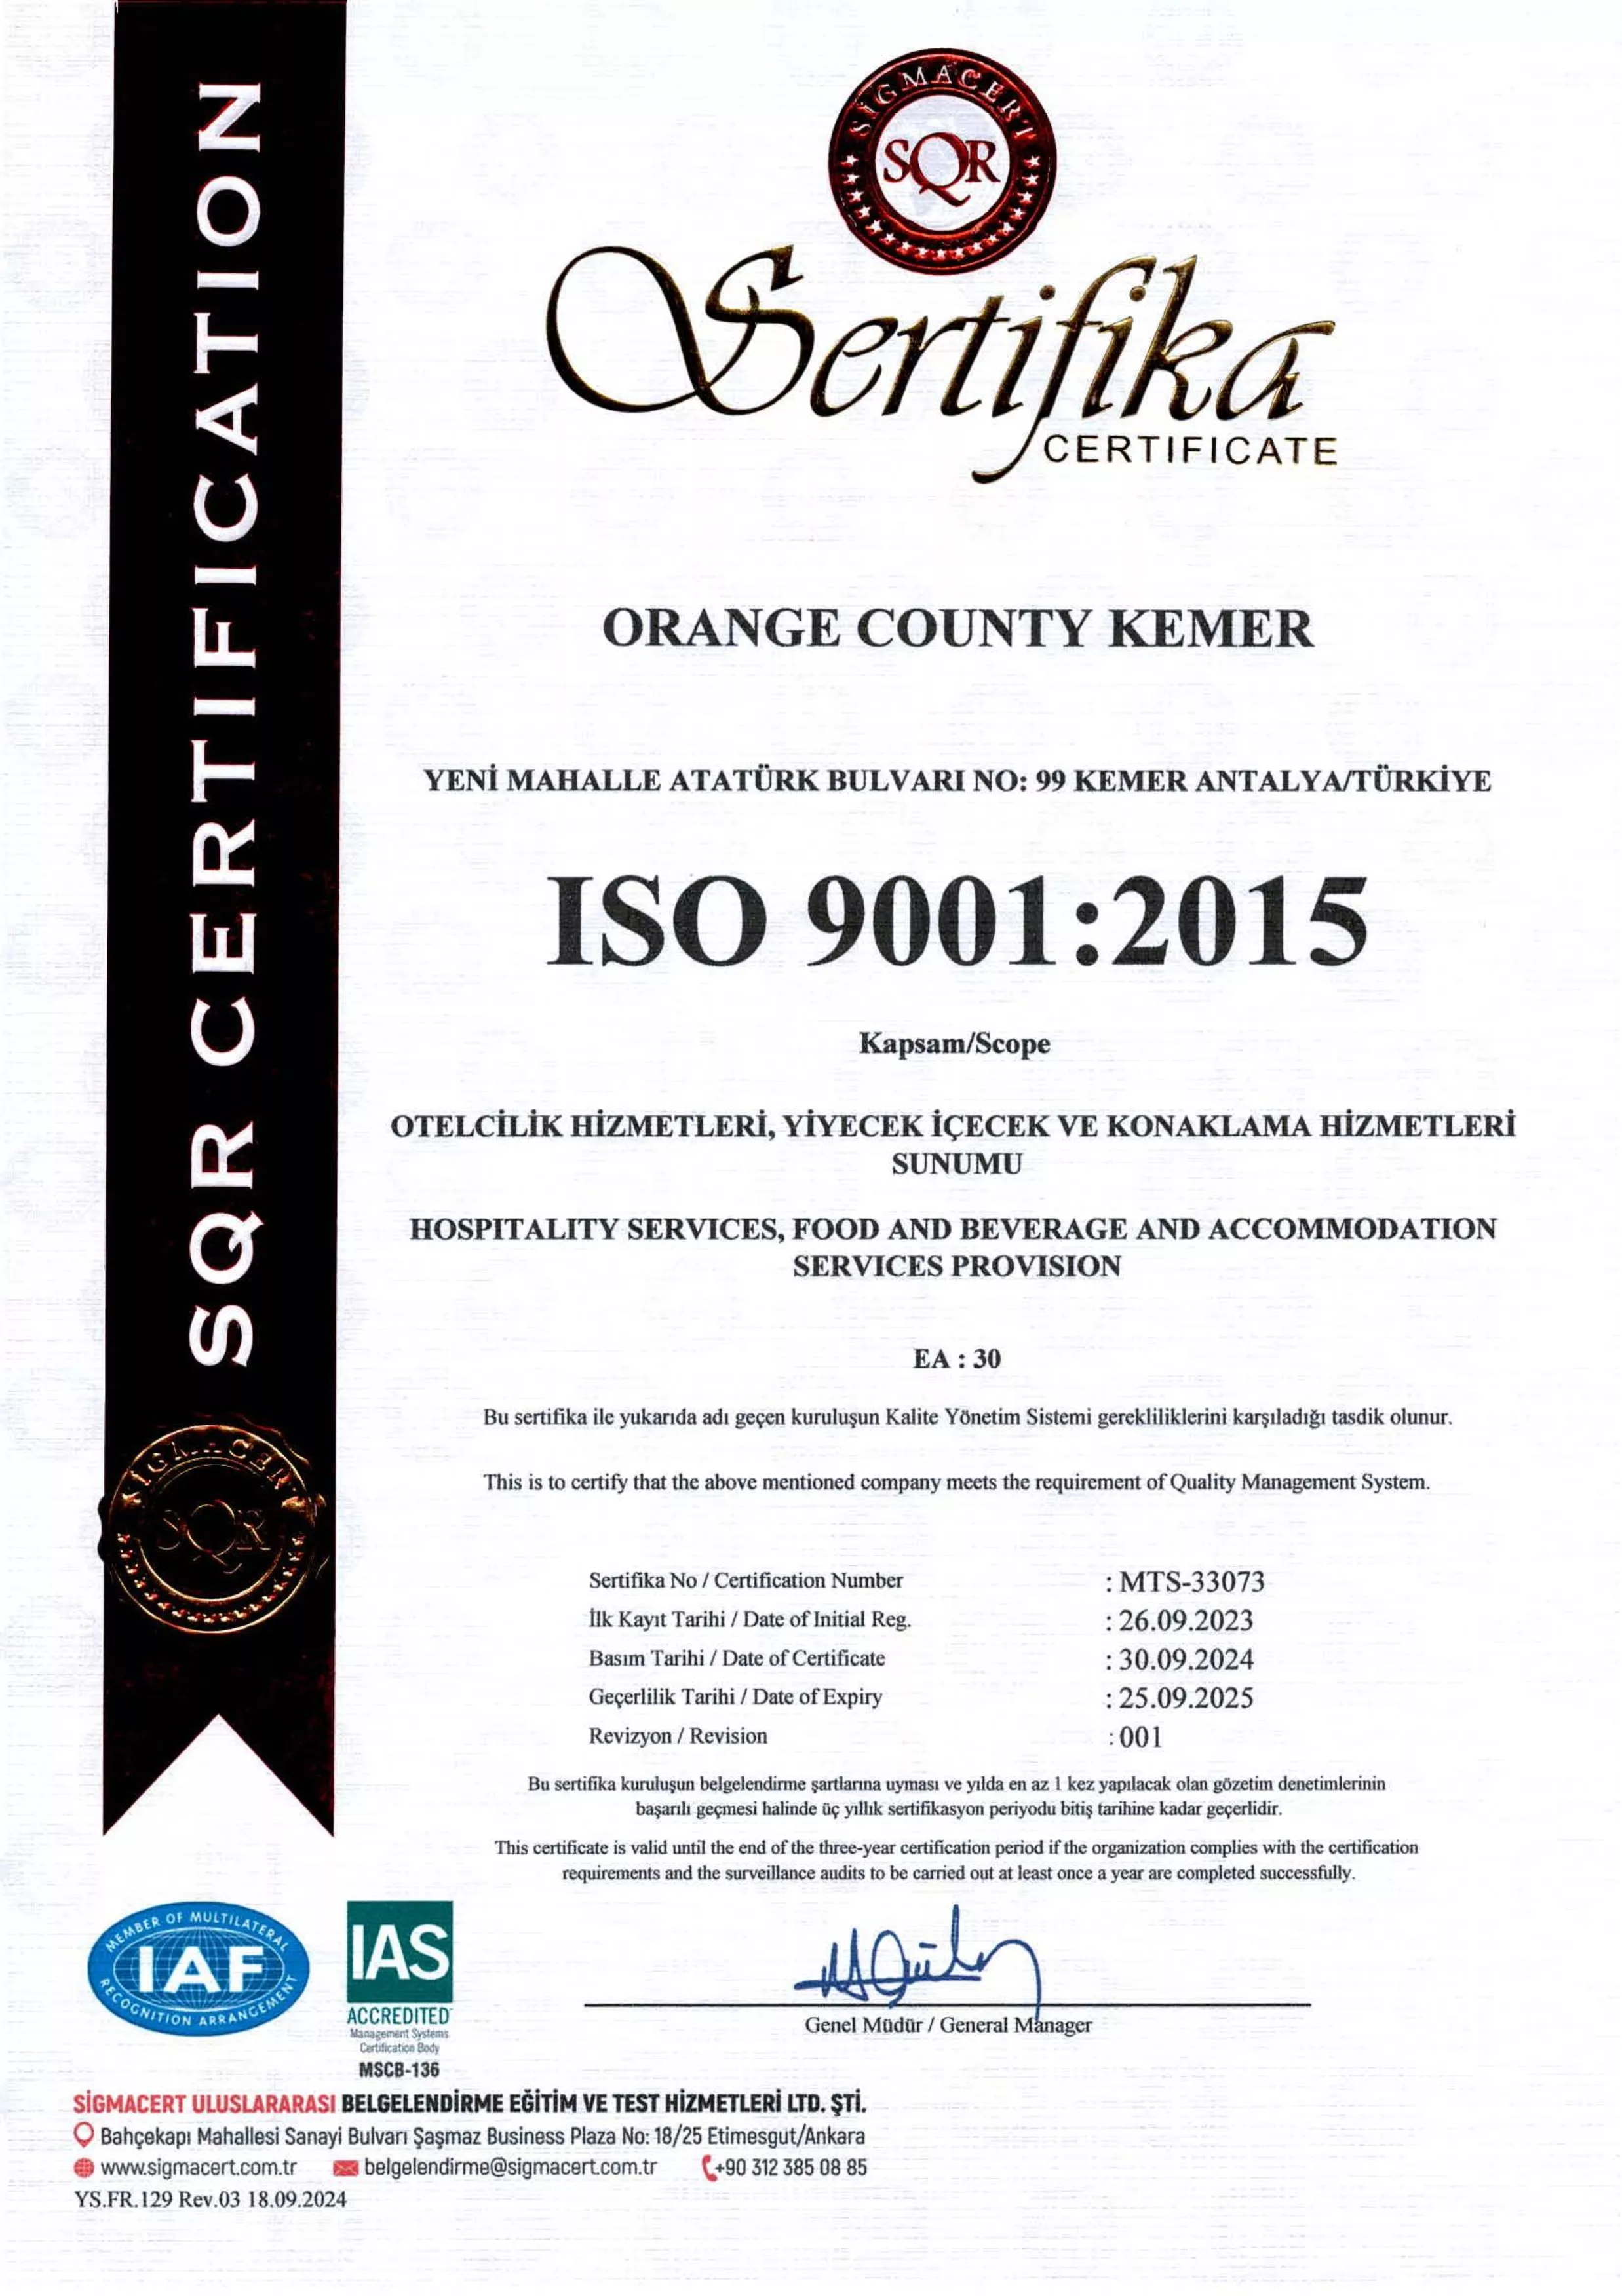 SQR CERTIFICATION
SİGMACERT
SQR
Sertifika
CERTIFICATE
ORANGE COUNTY KEMER
YENİ MAHALLE ATATÜRK BULVARI NO: 99 KEMER ANTALYA/TÜRKİYE
ISO 9001:2015
Kapsam/Scope
OTELCİLİK HİZMETLERİ, YİYECEK İÇECEK VE KONAKLAMA HİZMETLERİ
SUNUMU
HOSPITALITY SERVICES, FOOD AND BEVERAGE AND ACCOMMODATION
SERVICES PROVISION
EA : 30
Bu sertifika ile yukarıda adı geçen kuruluşun Kalite Yönetim Sistemi gerekliliklerini karşıladığı tasdik olunur.
This is to certify that the above mentioned company meets the requirement of Quality Management System.
SİGMACERT
SQR
Sertifika No / Certification Number : MTS-33073
İlk Kayıt Tarihi / Date of Initial Reg. : 26.09.2023
Basım Tarihi / Date of Certificate : 30.09.2024
Geçerlilik Tarihi / Date of Expiry : 25.09.2025
Revizyon / Revision : 001
Bu sertifika kuruluşun belgelendirme şartlarına uyması ve yılda en az 1 kez yapılacak olan gözetim denetimlerinin
başarılı geçmesi halinde üç yıllık sertifikasyon periyodu bitiş tarihine kadar geçerlidir.
This certificate is valid until the end of the three-year certification period if the organization complies with the certification
requirements and the surveillance audits to be carried out at least once a year are completed successfully.
MEMBER OF MULTILATERAL
IAF
RECOGNITION ARRANGEMENT
IAS
ACCREDITED
Management Systems
Certification Body
MSCB-136
Genel Müdür / General Manager
SİGMACERT ULUSLARARASI BELGELENDİRME EĞİTİM VE TEST HİZMETLERİ LTD. ŞTİ.
Bahçekapı Mahallesi Sanayi Bulvarı Şaşmaz Business Plaza No: 18/25 Etimesgut/Ankara
www.sigmacert.com.tr belgelendirme@sigmacert.com.tr +90 312 385 08 85
YS.FR.129 Rev.03 18.09.2024